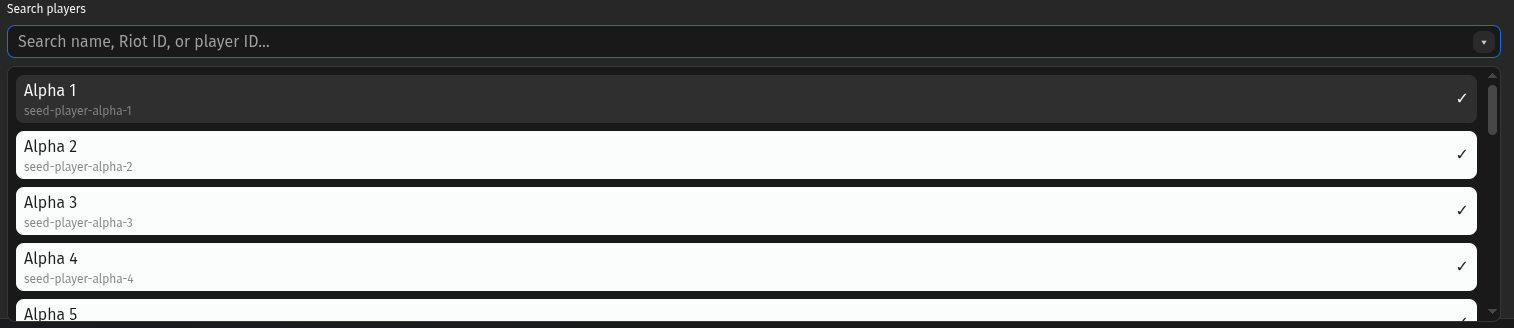 Search players
Search name, Riot ID, or player ID...
Alpha 1
seed-player-alpha-1
Alpha 2
seed-player-alpha-2
Alpha 3
seed-player-alpha-3
Alpha 4
seed-player-alpha-4
Alpha 5